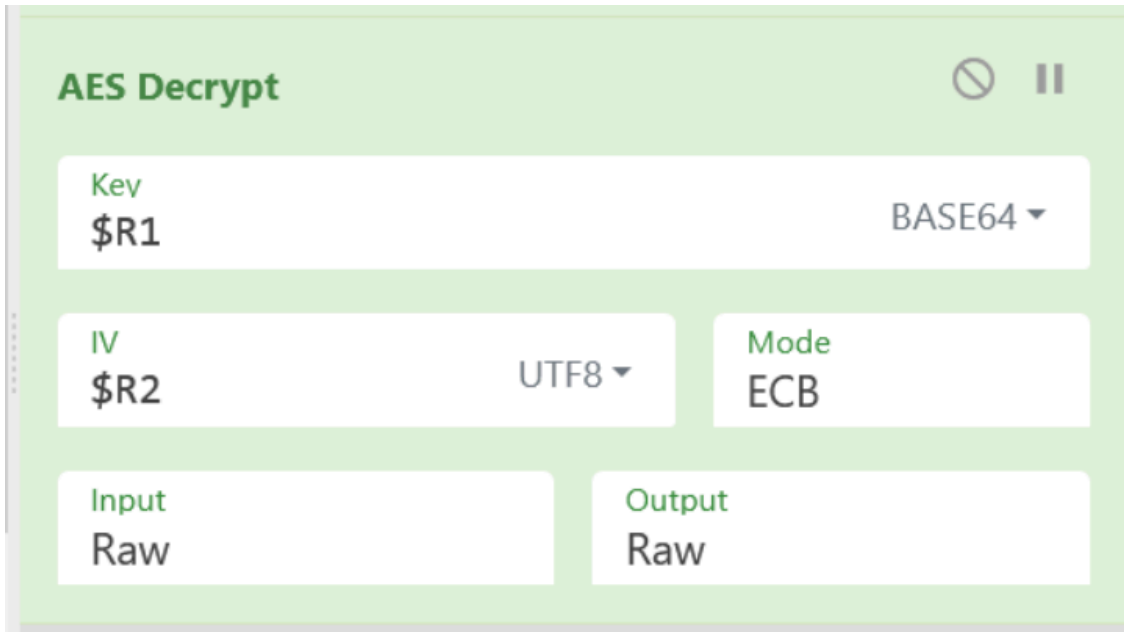 AES Decrypt
Key
$R1
BASE64
IV
$R2
UTF8
Mode
ECB
Input
Raw
Output
Raw